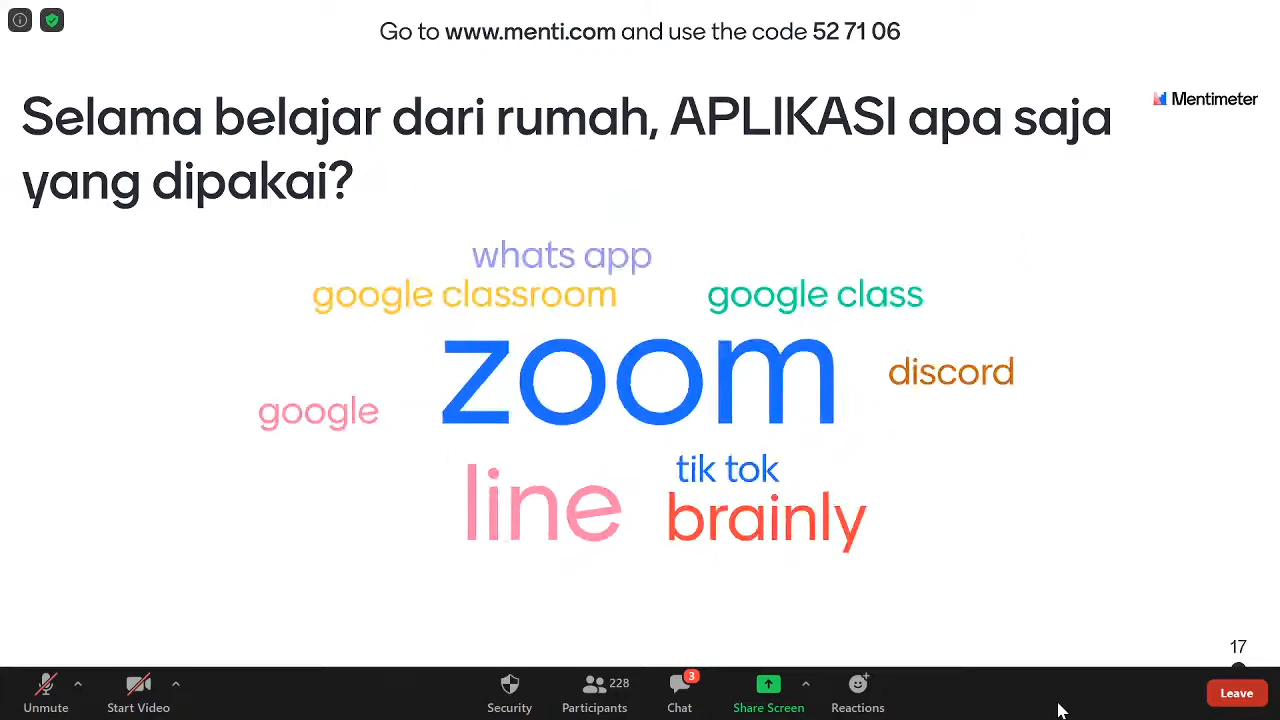 Go to www.menti.com and use the code 52 71 06
Mentimeter
Selama belajar dari rumah, APLIKASI apa saja
yang dipakai?
whats app
google classroom
google class
zoom
discord
google
tik tok
line
brainly
17
Unmute
Start Video
Security
Participants
228
Chat
3
Share Screen
Reactions
Leave